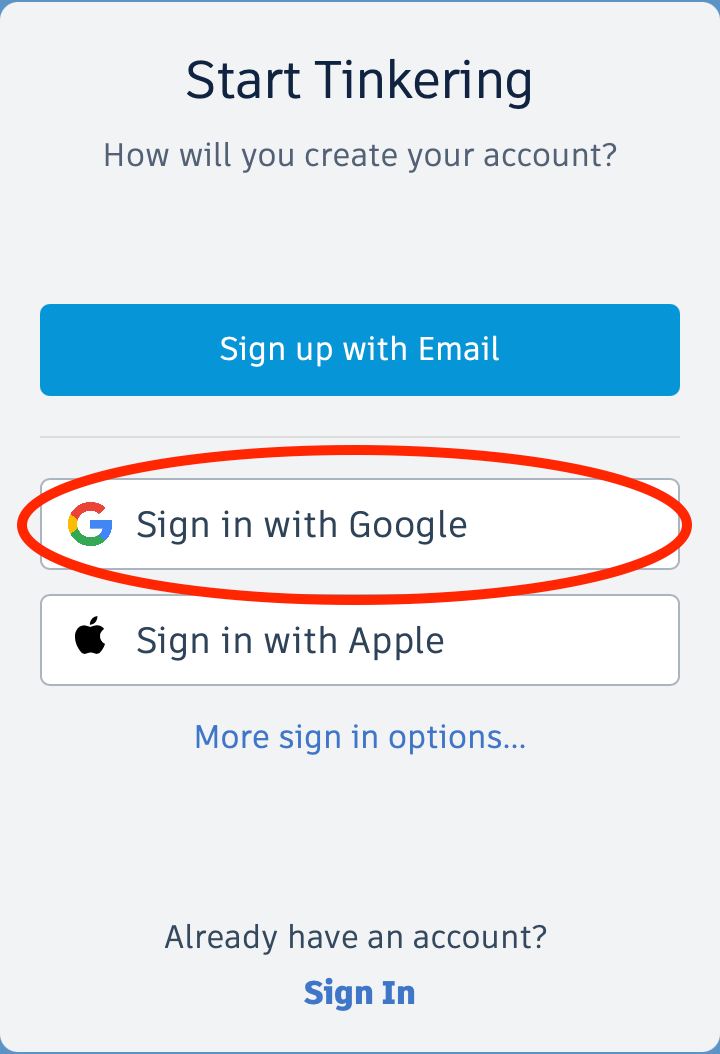 Start Tinkering
How will you create your account?
Sign up with Email
Sign in with Google
Sign in with Apple
More sign in options...
Already have an account?
Sign In